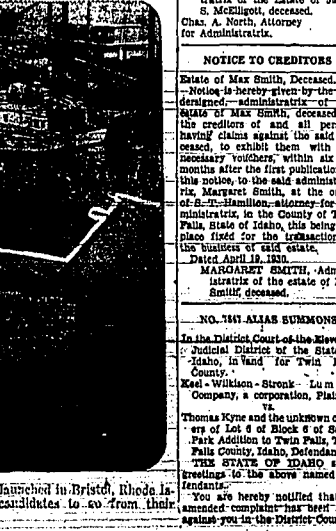 S. McElligott, deceased.
Chas. A. North, Attorney
for Administratrix.
NOTICE TO CREDITORS
Estate of Max Smith, Deceased.
Notice is hereby given by the
dersigned, administratrix of
estate of Max Smith, deceased
the creditors of and all per
having claims against the said
ceased, to exhibit them with
necessary vouchers, within six
months after the first publication
this notice, to the said administ
rix, Margaret Smith, at the o
of S. T. Hamilton, attorney for
ministratrix, in the County of T
Falls, State of Idaho, this being
place fixed for the transaction
the business of said estate.
Dated April 19, 1930.
MARGARET SMITH, Adm
istratrix of the estate of
Smith, deceased.
ALIAS SUMMONS
In the District Court of the Eleve
Judicial District of the State
Idaho, in and for Twin
County.
Keel-Wilkison-Stronk Lum
Company, a corporation, Plai
vs.
Thomas Kyne and the unknown
ers of Lot 6 of Block 6 of
Park Addition to Twin Falls, T
Falls County, Idaho, Defendan
THE STATE OF IDAHO
greetings to the above named
fendants.
You are hereby notified that
amended complaint has been
against you in the District Co
launched in Bristol, Rhode Is-
candidates to go from their